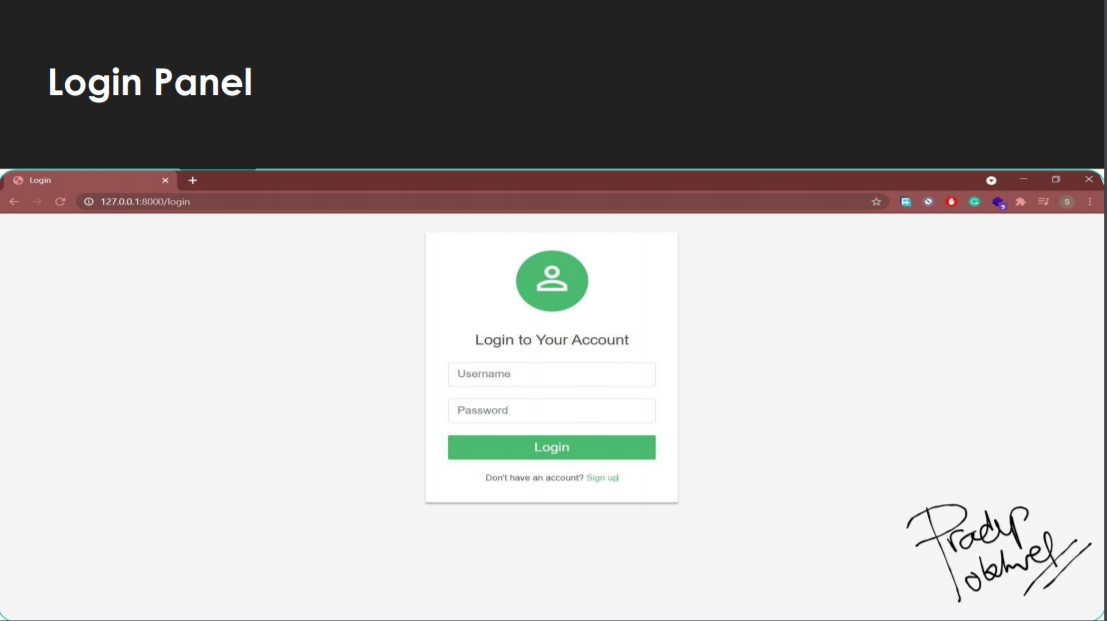 Login Panel
Login
127.0.0.1:8000/login
S
Login to Your Account
Username
Password
Login
Don't have an account? Sign up
Pradip